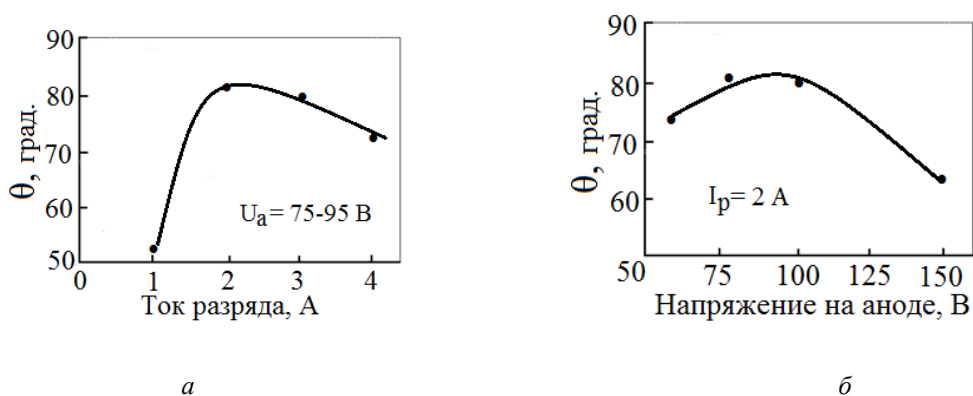 90
80
70
60
50
θ, град.
Uа= 75-95 В
0 1 2 3 4
Ток разряда, А
а
90
80
70
60
50
θ, град.
Iр= 2 А
75 100 125 150
Напряжение на аноде, В
б